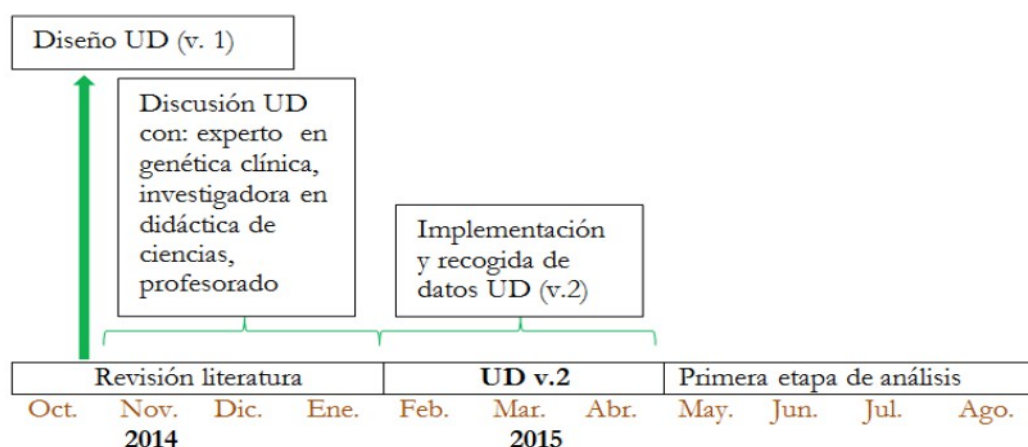 Diseño UD (v. 1)
Discusión UD
con: experto en
genética clínica,
investigadora en
didáctica de
ciencias,
profesorado
Implementación
y recogida de
datos UD (v.2)
Revisión literatura UD v.2 Primera etapa de análisis
Oct. Nov. Dic. Ene. Feb. Mar. Abr. May. Jun. Jul. Ago.
2014 2015